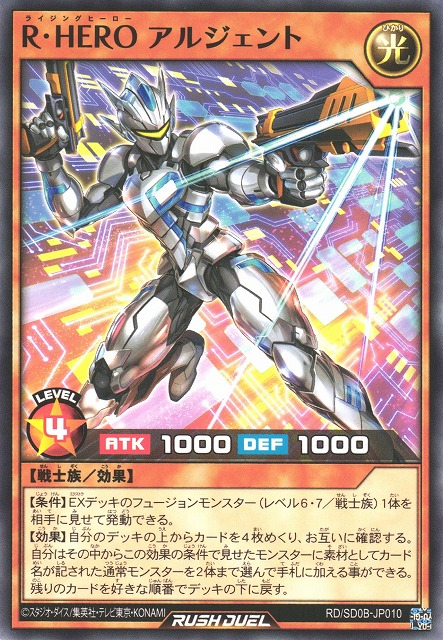 ライジングヒーロー
R・HERO アルジェント
ひかり
光
LEVEL
4
ATK 1000 DEF 1000
せんしぞく こうか
【戦士族/効果】
【条件】EXデッキのフュージョンモンスター(レベル6・7/戦士族)1体を
相手に見せて発動できる。
【効果】自分のデッキの上からカードを4枚めくり、お互いに確認する。
自分はその中からこの効果の条件で見せたモンスターに素材としてカード
名が記された通常モンスターを2体まで選んで手札に加える事ができる。
残りのカードを好きな順番でデッキの下に戻す。
©スタジオ・ダイス/集英社・テレビ東京・KONAMI
RUSH DUEL
RD/SD0B-JP010